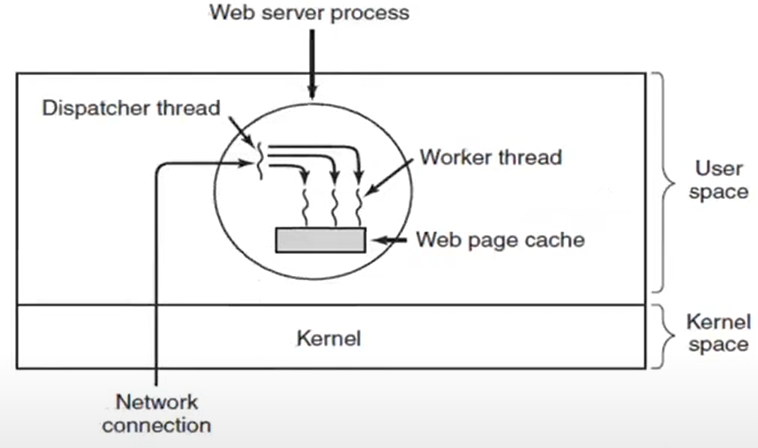 Web server process
Dispatcher thread
Worker thread
User
space
Web page cache
Kernel
Kernel
space
Network
connection